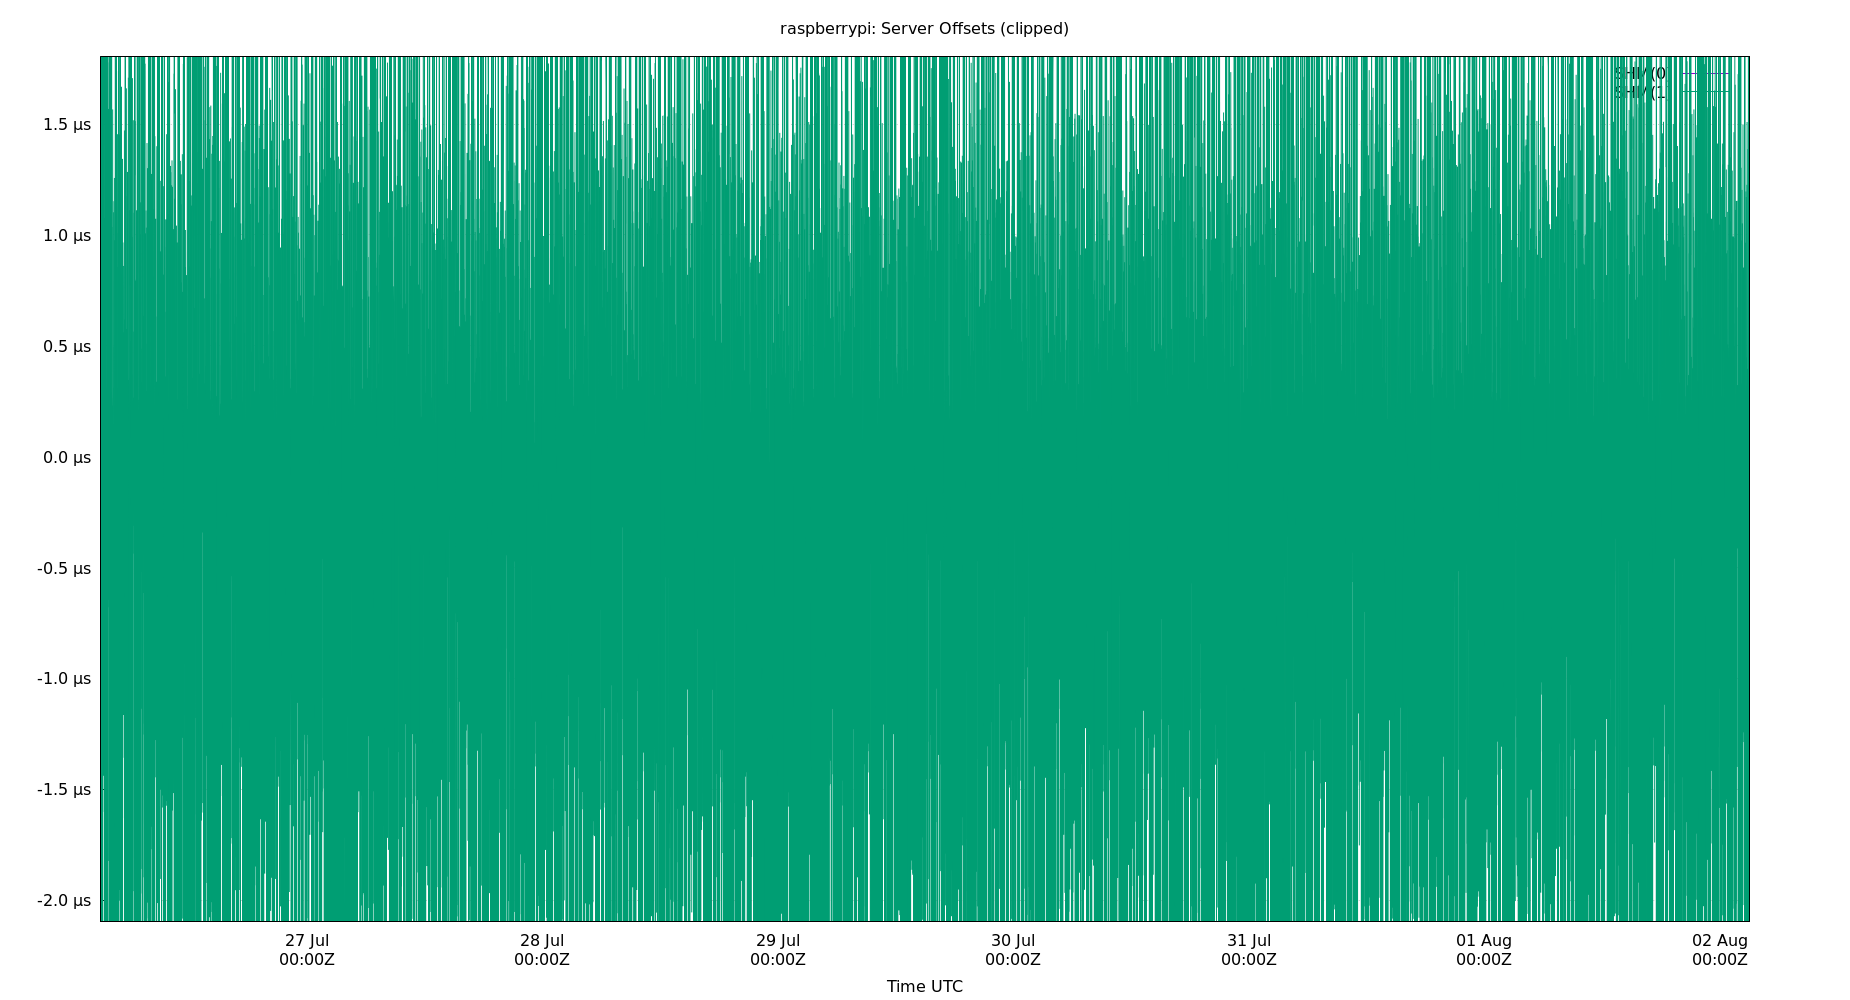 raspberrypi: Server Offsets (clipped)
1.5 µs
1.0 µs
0.5 µs
0.0 µs
-0.5 µs
-1.0 µs
-1.5 µs
-2.0 µs
27 Jul 28 Jul 29 Jul 30 Jul 31 Jul 01 Aug 02 Aug
00:00Z 00:00Z 00:00Z 00:00Z 00:00Z 00:00Z 00:00Z
Time UTC